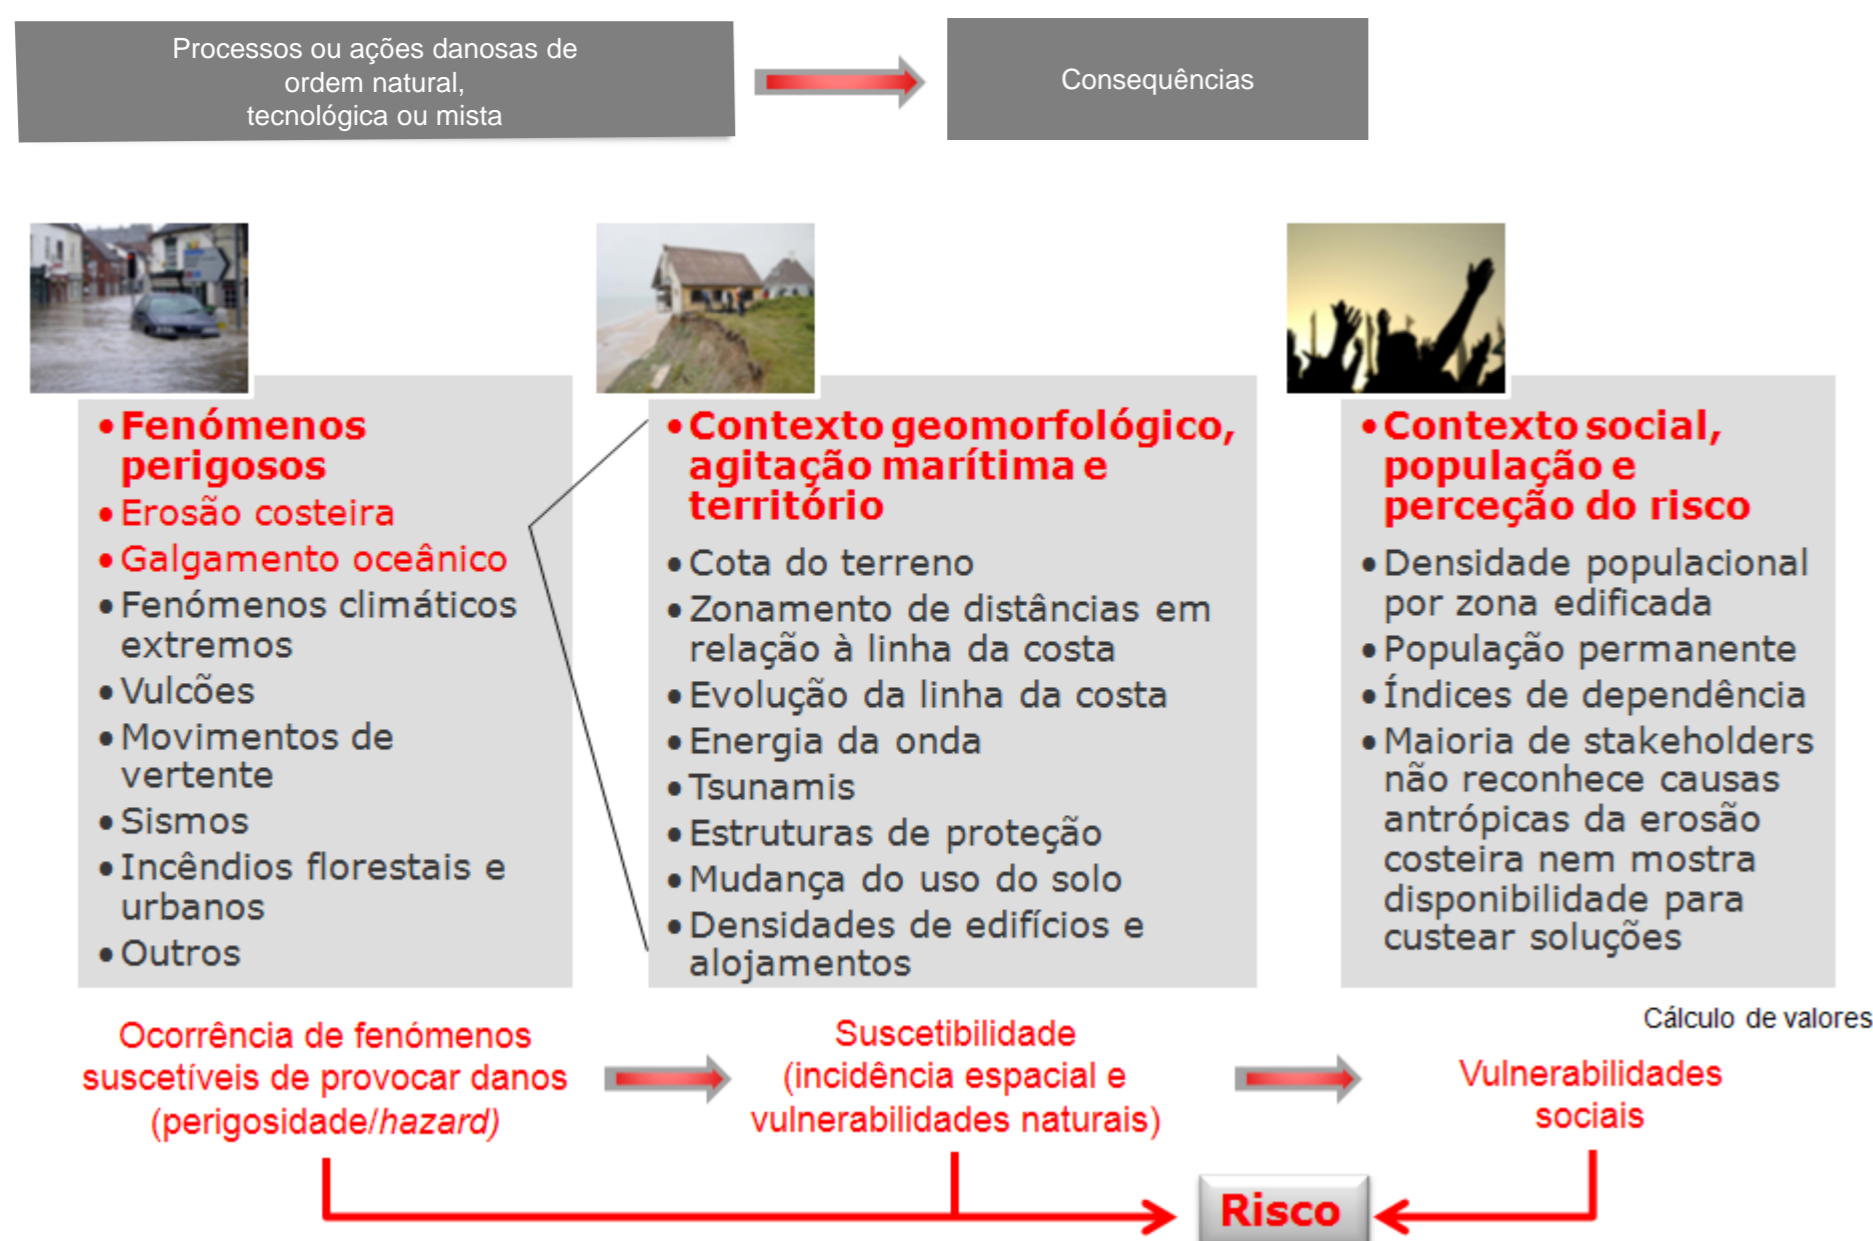 Processos ou ações danosas de
ordem natural,
tecnológica ou mista
Consequências
•Fenómenos
perigosos
•Erosão costeira
•Galgamento oceânico
•Fenómenos climáticos
extremos
•Vulcões
•Movimentos de
vertente
•Sismos
•Incêndios florestais e
urbanos
•Outros
•Contexto geomorfológico,
agitação marítima e
território
•Cota do terreno
•Zonamento de distâncias em
relação à linha da costa
•Evolução da linha da costa
•Energia da onda
•Tsunamis
•Estruturas de proteção
•Mudança do uso do solo
•Densidades de edifícios e
alojamentos
•Contexto social,
população e
perceção do risco
•Densidade populacional
por zona edificada
•População permanente
•Índices de dependência
•Maioria de stakeholders
não reconhece causas
antrópicas da erosão
costeira nem mostra
disponibilidade para
custear soluções
Cálculo de valores
Ocorrência de fenómenos
suscetíveis de provocar danos
(perigosidade/hazard)
Suscetibilidade
(incidência espacial e
vulnerabilidades naturais)
Vulnerabilidades
sociais
Risco